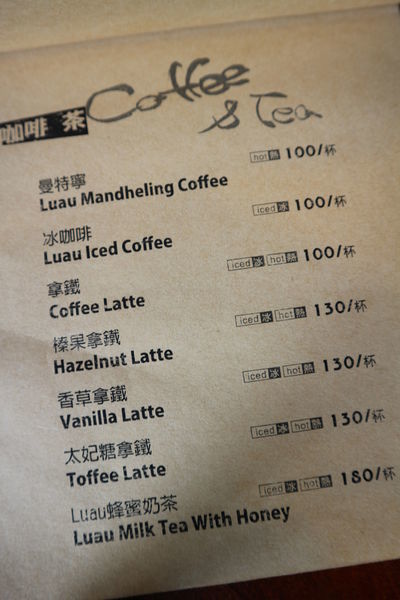 咖啡 茶 Coffee & Tea
曼特寧 hot 熱 100/杯
Luau Mandheling Coffee
冰咖啡 iced 冰 100/杯
Luau Iced Coffee
拿鐵 iced 冰 hot 熱 100/杯
Coffee Latte
榛果拿鐵 iced 冰 hot 熱 130/杯
Hazelnut Latte
香草拿鐵 iced 冰 hot 熱 130/杯
Vanilla Latte
太妃糖拿鐵 iced 冰 hot 熱 130/杯
Toffee Latte
Luau蜂蜜奶茶 iced 冰 hot 熱 180/杯
Luau Milk Tea With Honey